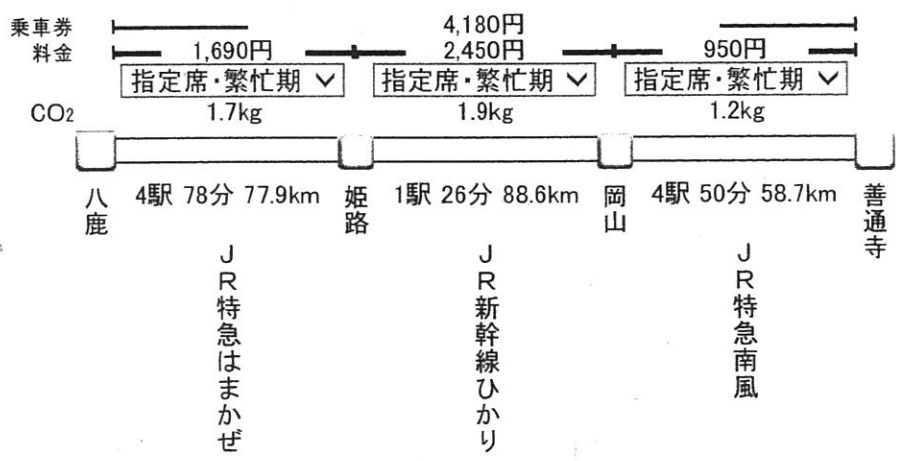 乗車券 4,180円
料金 1,690円 2,450円 950円
指定席・繁忙期 指定席・繁忙期 指定席・繁忙期
CO2 1.7kg 1.9kg 1.2kg
八鹿 4駅 78分 77.9km 姫路 1駅 26分 88.6km 岡山 4駅 50分 58.7km 善通寺
JR特急はまかぜ
JR新幹線ひかり
JR特急南風